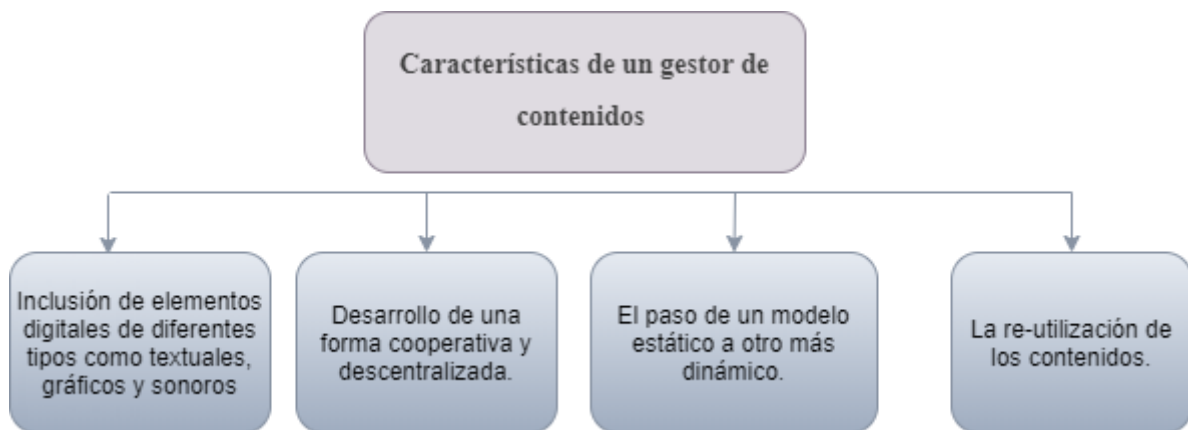 Características de un gestor de
contenidos
Inclusión de elementos
digitales de diferentes
tipos como textuales,
gráficos y sonoros
Desarrollo de una
forma cooperativa y
descentralizada.
El paso de un modelo
estático a otro más
dinámico.
La re-utilización de
los contenidos.